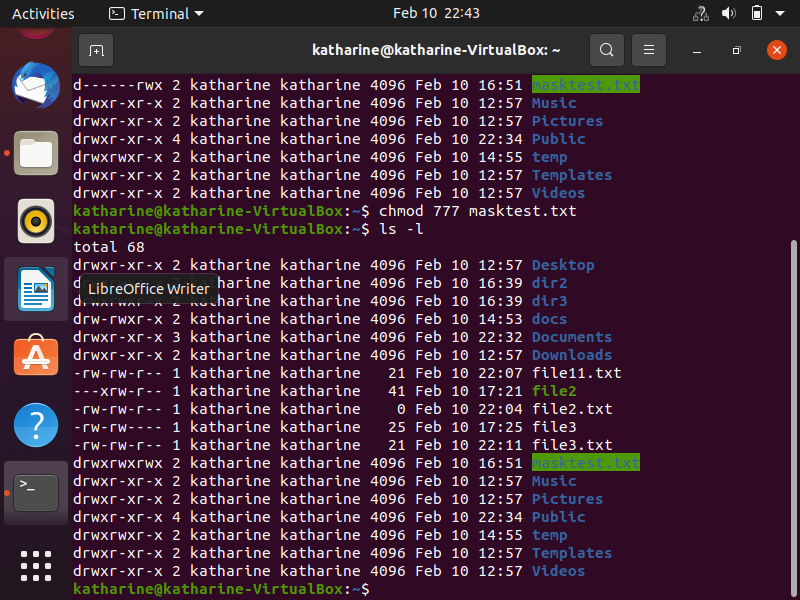 Activities Terminal Feb 10 22:43
katharine@katharine-VirtualBox: ~
d------rwx 2 katharine katharine 4096 Feb 10 16:51 masktest.txt
drwxr-xr-x 2 katharine katharine 4096 Feb 10 12:57 Music
drwxr-xr-x 2 katharine katharine 4096 Feb 10 12:57 Pictures
drwxr-xr-x 4 katharine katharine 4096 Feb 10 22:34 Public
drwxrwxr-x 2 katharine katharine 4096 Feb 10 14:55 temp
drwxr-xr-x 2 katharine katharine 4096 Feb 10 12:57 Templates
drwxr-xr-x 2 katharine katharine 4096 Feb 10 12:57 Videos
katharine@katharine-VirtualBox:~$ chmod 777 masktest.txt
katharine@katharine-VirtualBox:~$ ls -l
total 68
drwxr-xr-x 2 katharine katharine 4096 Feb 10 12:57 Desktop
katharine 4096 Feb 10 16:39 dir2
LibreOffice Writer
katharine 4096 Feb 10 16:39 dir3
drw-rwxr-x 2 katharine katharine 4096 Feb 10 14:53 docs
drwxr-xr-x 3 katharine katharine 4096 Feb 10 22:32 Documents
drwxr-xr-x 2 katharine katharine 4096 Feb 10 12:57 Downloads
-rw-rw-r-- 1 katharine katharine 21 Feb 10 22:07 file11.txt
---xrw-r-- 1 katharine katharine 41 Feb 10 17:21 file2
-rw-rw-r-- 1 katharine katharine 0 Feb 10 22:04 file2.txt
-rw-rw---- 1 katharine katharine 25 Feb 10 17:25 file3
-rw-rw-r-- 1 katharine katharine 21 Feb 10 22:11 file3.txt
drwxrwxrwx 2 katharine katharine 4096 Feb 10 16:51 masktest.txt
drwxr-xr-x 2 katharine katharine 4096 Feb 10 12:57 Music
drwxr-xr-x 2 katharine katharine 4096 Feb 10 12:57 Pictures
drwxr-xr-x 4 katharine katharine 4096 Feb 10 22:34 Public
drwxrwxr-x 2 katharine katharine 4096 Feb 10 14:55 temp
drwxr-xr-x 2 katharine katharine 4096 Feb 10 12:57 Templates
drwxr-xr-x 2 katharine katharine 4096 Feb 10 12:57 Videos
katharine@katharine-VirtualBox:~$